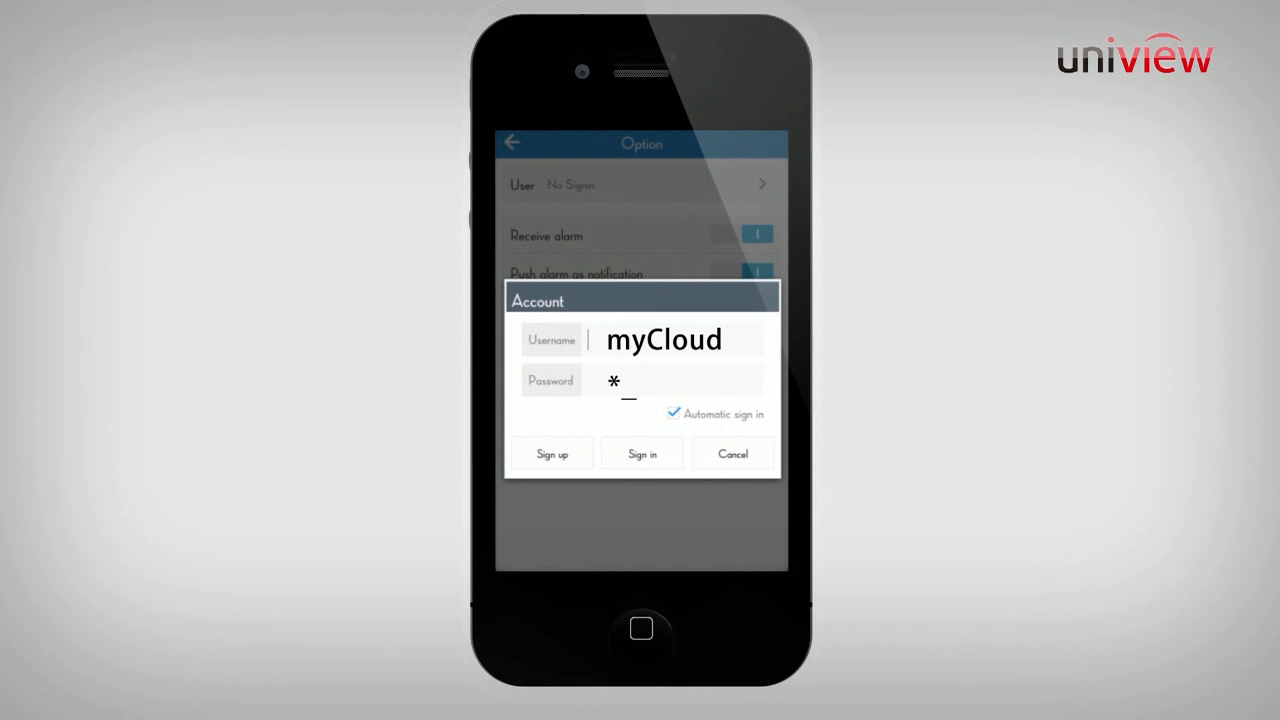 uniview
Option
User No Signin
Receive alarm
Push alarm as notification
Account
Username myCloud
Password *_
Automatic sign in
Sign up Sign in Cancel